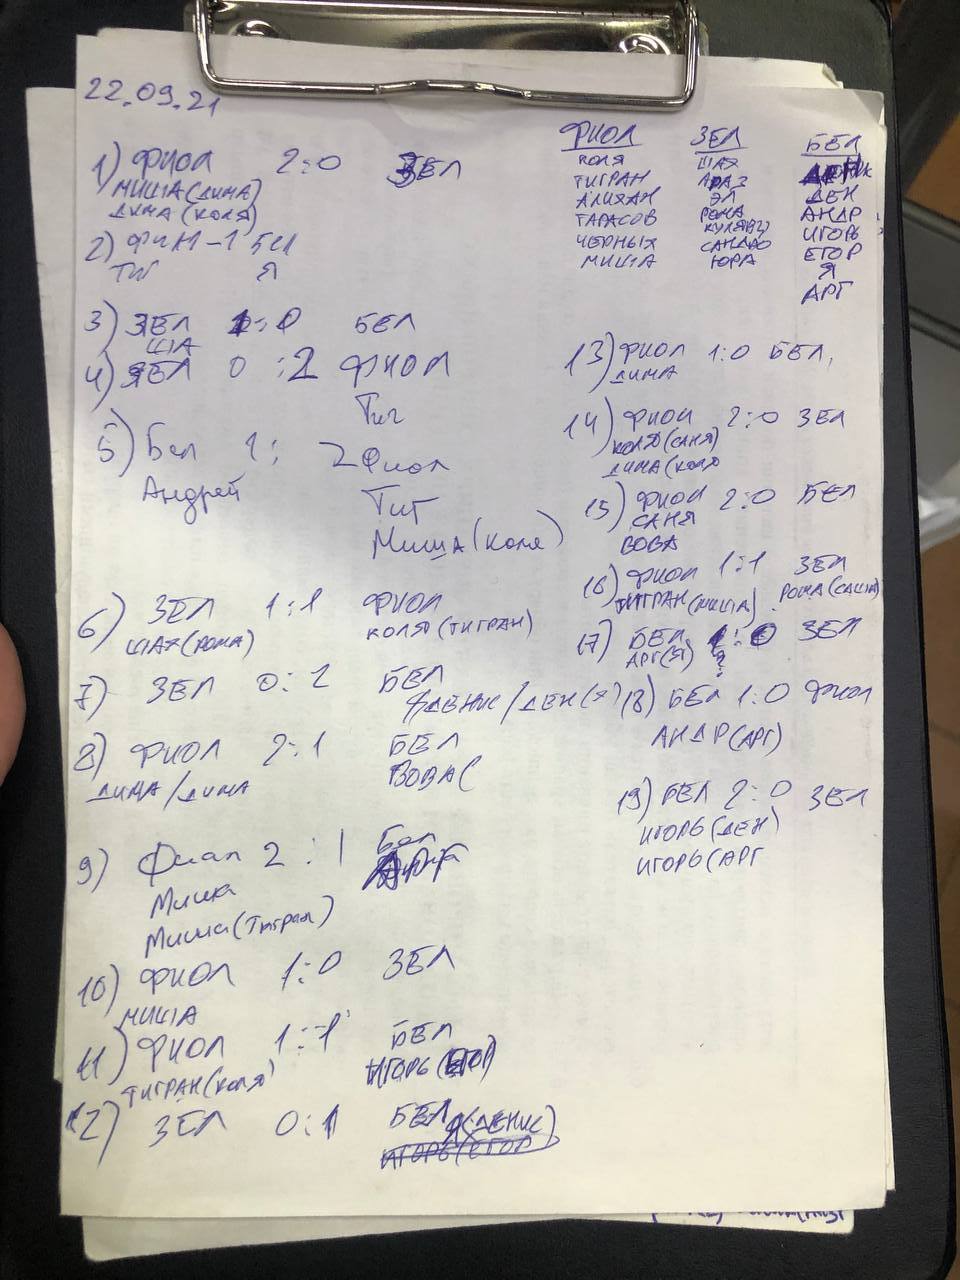 22.09.21
1) ФИОЛ 2:0 ЗЕЛ
МИША (ДИМА)
ДИМА (КОЛЯ)
2) ФИОЛ 1-1 БЕЛ
ТИГ Я
3) ЗЕЛ 1:0 БЕЛ
ША
4) ЗЕЛ 0:2 ФИОЛ
Тиг
5) Бел 1:2 Фиол
Андрей Тиг
Миша (Коля)
6) ЗЕЛ 1:1 ФИОЛ
ШАХ (РОМА) КОЛЯ (ТИГРАН)
7) ЗЕЛ 0:2 БЕЛ
ДЕНИС / ДЕН (Я)
8) ФИОЛ 2:1 БЕЛ
ДИМА / ДИМА ВОВА (
9) Фиол 2:1 Бел
Миша
Миша (Тигран)
10) ФИОЛ 1:0 ЗЕЛ
МИША
11) ФИОЛ 1:1 БЕЛ
ТИГРАН (КОЛЯ) ИГОРЬ (ЕГОР)
12) ЗЕЛ 0:1 БЕЛ
Я (ДЕНИС)
ИГОРЬ (ЕГОР)
ФИОЛ
КОЛЯ
ТИГРАН
АЛИХАН
ТАРАСОВ
ЧЕРНЫХ
МИША
ЗЕЛ
ШАХ
АРАЗ
ЭЛ
РОМА
САНДРО
ЮРА
БЕЛ
ДЕН
АНДР
ИГОРЬ
ЕГОР
Я
АРГ
13) ФИОЛ 1:0 БЕЛ
ДИМА
14) ФИОЛ 2:0 ЗЕЛ
КОЛЯ (САНЯ)
ДИМА (КОЛЯ
15) ФИОЛ 2:0 БЕЛ
САНЯ
ВОВА
16) ФИОЛ 1:1 ЗЕЛ
ТИГРАН (МИША) РОМА (САША)
17) БЕЛ 1:0 ЗЕЛ
АРГ (Я) ?
18) БЕЛ 1:0 ФИОЛ
АНДР (АРГ)
19) БЕЛ 2:0 ЗЕЛ
ИГОРЬ (ДЕН)
ИГОРЬ (АРГ